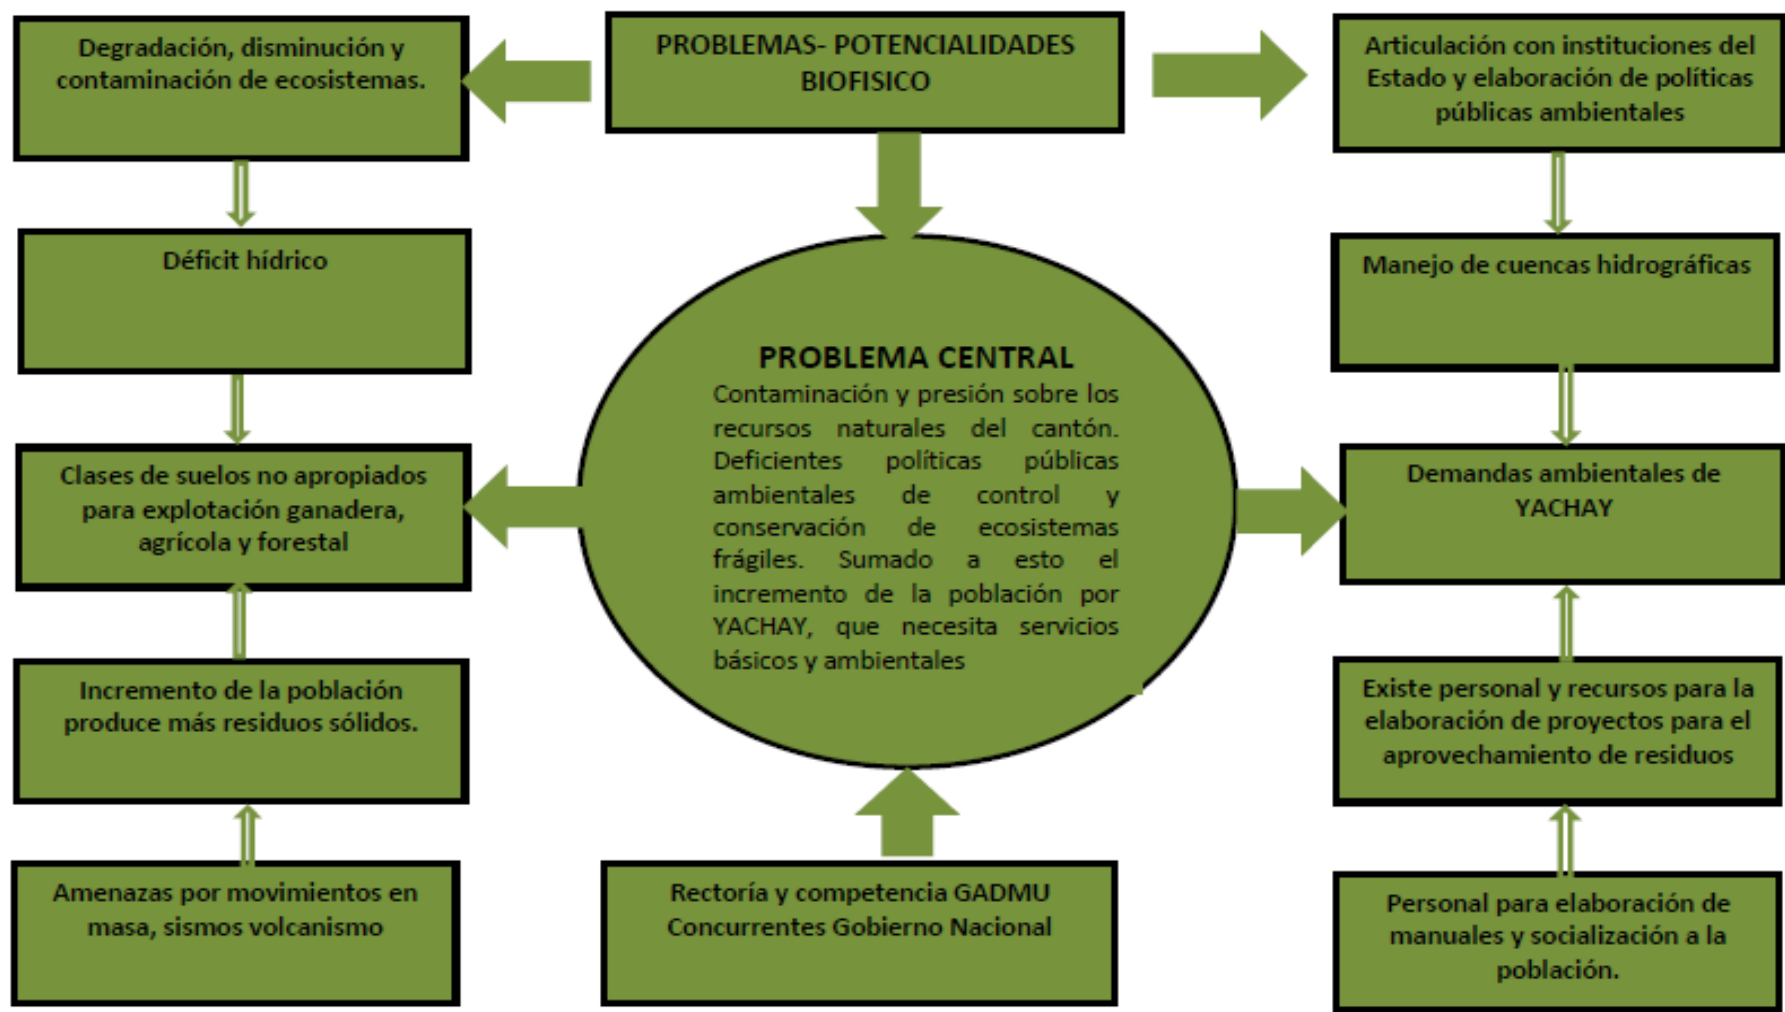 Degradación, disminución y
contaminación de ecosistemas.
PROBLEMAS- POTENCIALIDADES
BIOFISICO
Articulación con instituciones del
Estado y elaboración de políticas
públicas ambientales
Déficit hídrico
Manejo de cuencas hidrográficas
PROBLEMA CENTRAL
Contaminación y presión sobre los
recursos naturales del cantón.
Deficientes políticas públicas
ambientales de control y
conservación de ecosistemas
frágiles. Sumado a esto el
incremento de la población por
YACHAY, que necesita servicios
básicos y ambientales
Clases de suelos no apropiados
para explotación ganadera,
agrícola y forestal
Demandas ambientales de
YACHAY
Incremento de la población
produce más residuos sólidos.
Existe personal y recursos para la
elaboración de proyectos para el
aprovechamiento de residuos
Amenazas por movimientos en
masa, sismos volcanismo
Rectoría y competencia GADMU
Concurrentes Gobierno Nacional
Personal para elaboración de
manuales y socialización a la
población.